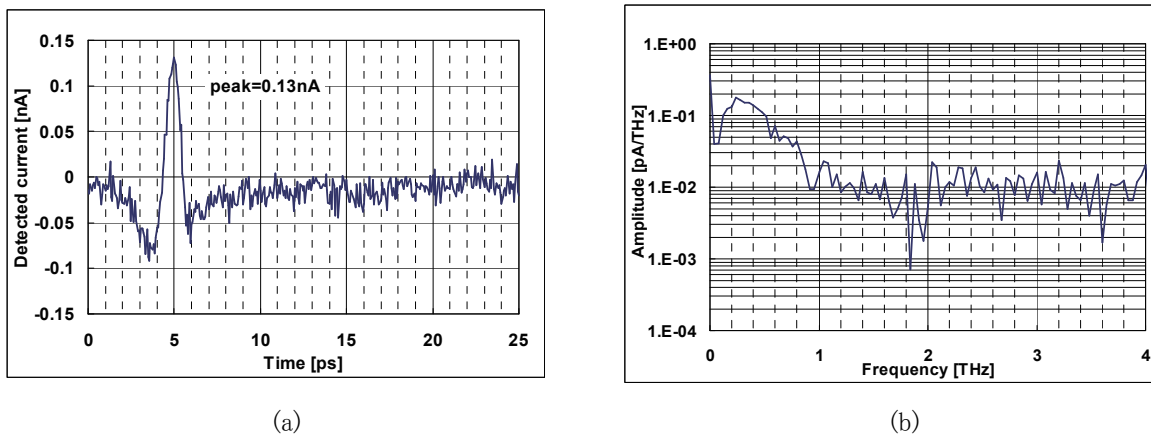 0.15
0.1
0.05
0
-0.05
-0.1
-0.15
Detected current [nA]
peak=0.13nA
0 5 10 15 20 25
Time [ps]
(a)
1.E+00
1.E-01
1.E-02
1.E-03
1.E-04
Amplitude [pA/THz]
0 1 2 3 4
Frequency [THz]
(b)